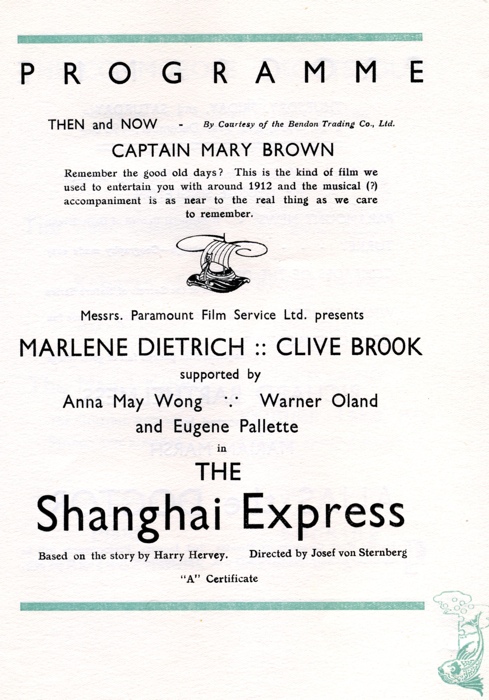 PROGRAMME
THEN and NOW - By Courtesy of the Bendon Trading Co., Ltd.
CAPTAIN MARY BROWN
Remember the good old days? This is the kind of film we
used to entertain you with around 1912 and the musical (?)
accompaniment is as near to the real thing as we care
to remember.
Messrs. Paramount Film Service Ltd. presents
MARLENE DIETRICH :: CLIVE BROOK
supported by
Anna May Wong ·.· Warner Oland
and Eugene Pallette
in
THE
Shanghai Express
Based on the story by Harry Hervey. Directed by Josef von Sternberg
"A" Certificate